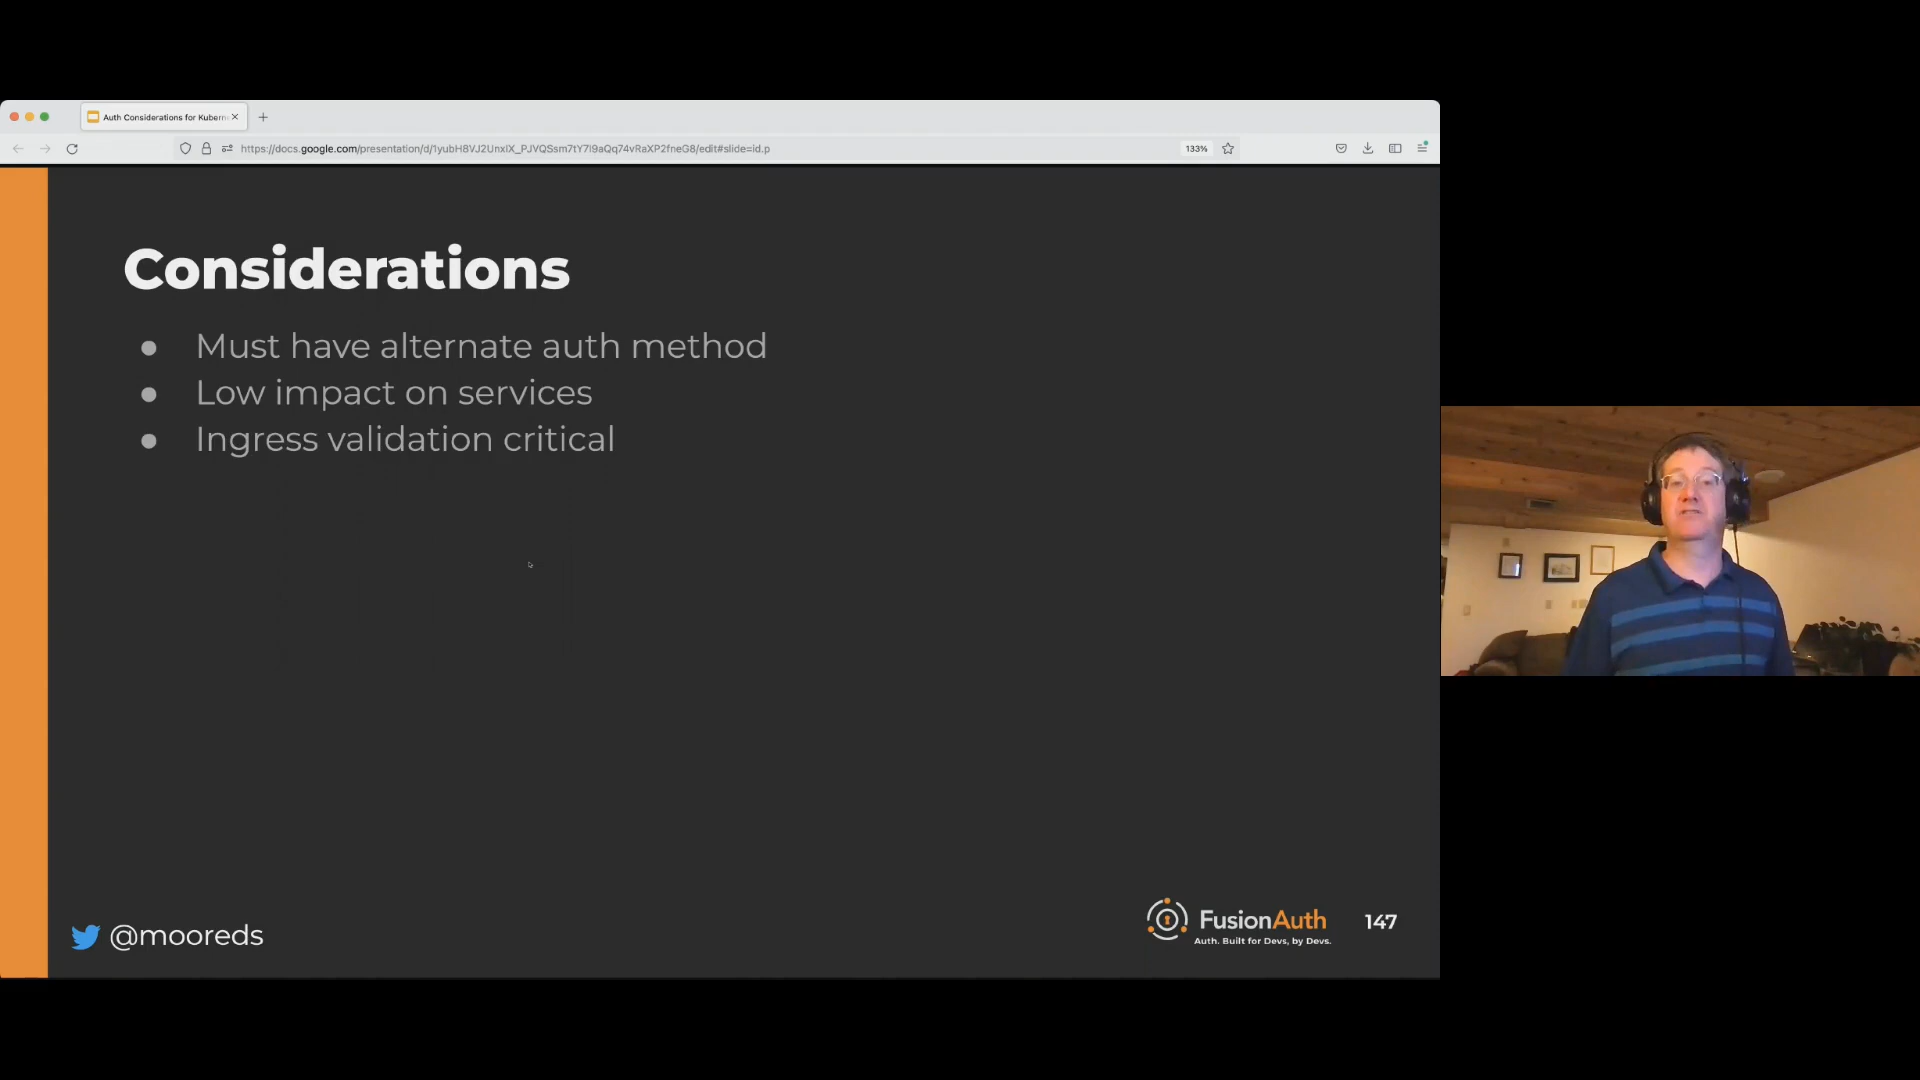 Auth Considerations for Kubern
https://docs.google.com/presentation/d/1yubH8VJ2UnxlX_PJVQSsm7tY7I9aQq74vRaXP2fneG8/edit#slide=id.p
133%
Considerations
● Must have alternate auth method
● Low impact on services
● Ingress validation critical
@mooreds
FusionAuth
Auth. Built for Devs, by Devs.
147